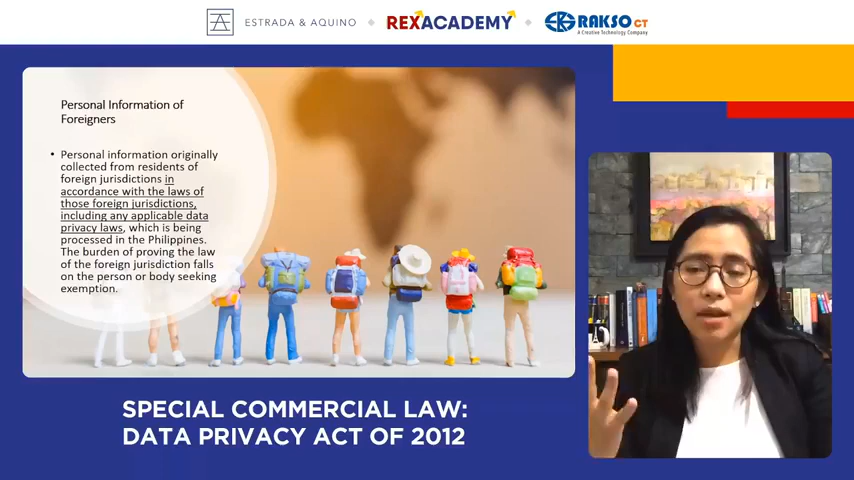 ESTRADA & AQUINO
REXACADEMY
RAKSO CT
A Creative Technology Company
Personal Information of
Foreigners
• Personal information originally
collected from residents of
foreign jurisdictions in
accordance with the laws of
those foreign jurisdictions,
including any applicable data
privacy laws, which is being
processed in the Philippines.
The burden of proving the law
of the foreign jurisdiction falls
on the person or body seeking
exemption.
SPECIAL COMMERCIAL LAW:
DATA PRIVACY ACT OF 2012